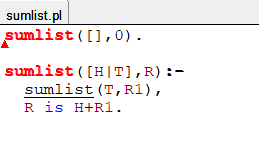 sumlist.pl
sumlist([],0).
sumlist([H|T],R):-
sumlist(T,R1),
R is H+R1.